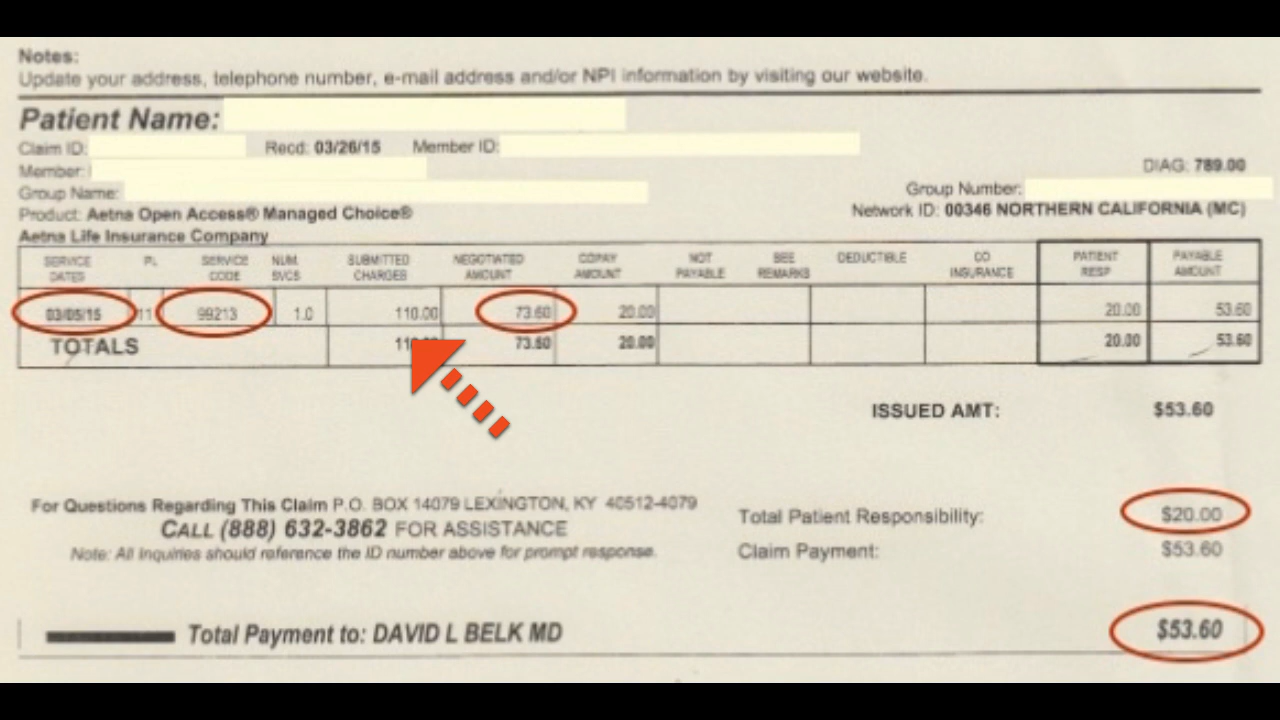 Notes:
Update your address, telephone number, e-mail address and/or NPI information by visiting our website.
Patient Name:
Claim ID: Recd: 03/26/15 Member ID:
Member: DIAG: 789.00
Group Name: Group Number:
Product: Aetna Open Access® Managed Choice® Network ID: 00346 NORTHERN CALIFORNIA (MC)
Aetna Life Insurance Company
SERVICE DATES PL SERVICE CODE NUM. SVCS SUBMITTED CHARGES NEGOTIATED AMOUNT COPAY AMOUNT NOT PAYABLE SEE REMARKS DEDUCTIBLE CO INSURANCE PATIENT RESP PAYABLE AMOUNT
03/05/15 11 99213 1.0 110.00 73.60 20.00 20.00 53.60
TOTALS 73.60 20.00 20.00 53.60
ISSUED AMT: $53.60
For Questions Regarding This Claim P.O. BOX 14079 LEXINGTON, KY 40512-4079
CALL (888) 632-3862 FOR ASSISTANCE
Note: All Inquiries should reference the ID number above for prompt response.
Total Patient Responsibility: $20.00
Claim Payment: $53.60
Total Payment to: DAVID L BELK MD $53.60